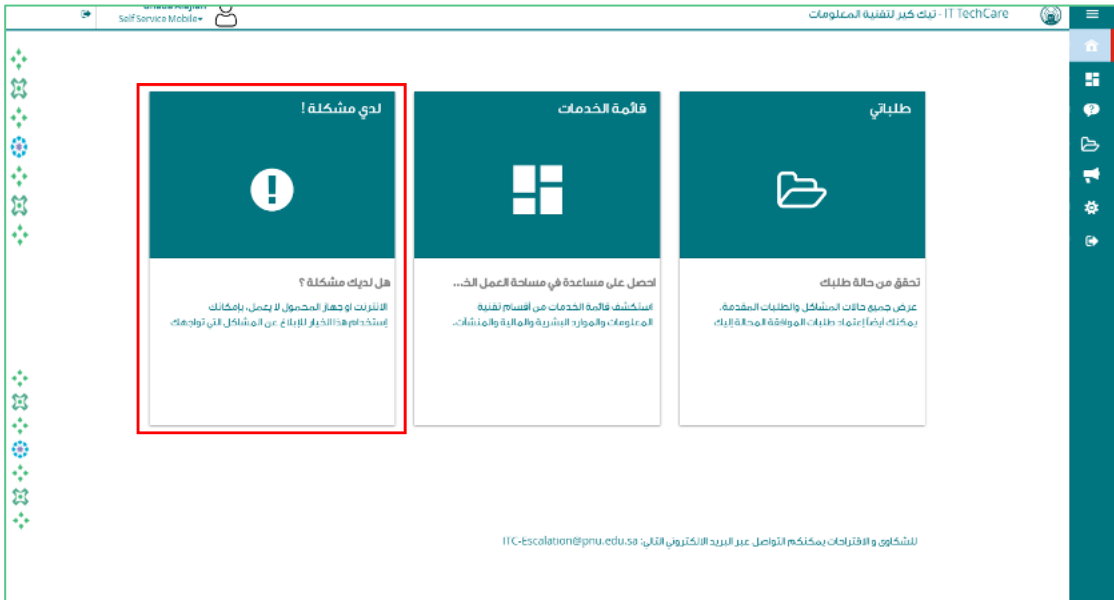 IT TechCare - تيك كير لتقنية المعلومات
Self Service Mobile
طلباتي
تحقق من حالة طلبك
عرض جميع حالات المشاكل والطلبات المقدمة.
يمكنك أيضاً إعتماد طلبات الموافقة المحالة إليك
قائمة الخدمات
احصل على مساعدة في مساحة العمل الخ...
استكشف قائمة الخدمات من أقسام تقنية
المعلومات والموارد البشرية والمالية والمنشآت.
لدي مشكلة !
هل لديك مشكلة ؟
الانترنت او جهاز المحمول لا يعمل، بإمكانك
إستخدام هذا الخيار للإبلاغ عن المشاكل التي تواجهك
للشكاوى و الاقتراحات يمكنكم التواصل عبر البريد الالكتروني التالي: ITC-Escalation@pnu.edu.sa